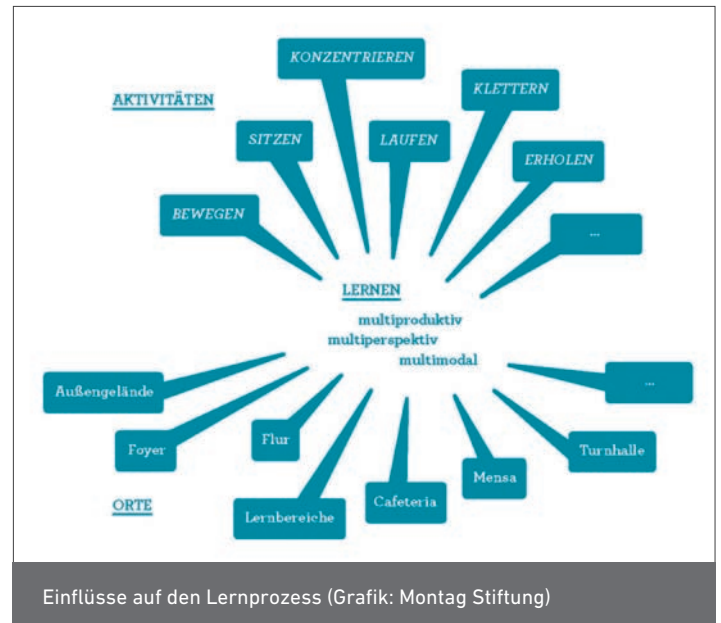 KONZENTRIEREN
KLETTERN
AKTIVITÄTEN
SITZEN
LAUFEN
ERHOLEN
BEWEGEN
...
LERNEN
multiproduktiv
multiperspektiv
multimodal
Außengelände
...
Foyer
Flur
Turnhalle
Mensa
ORTE
Lernbereiche
Cafeteria
Einflüsse auf den Lernprozess (Grafik: Montag Stiftung)